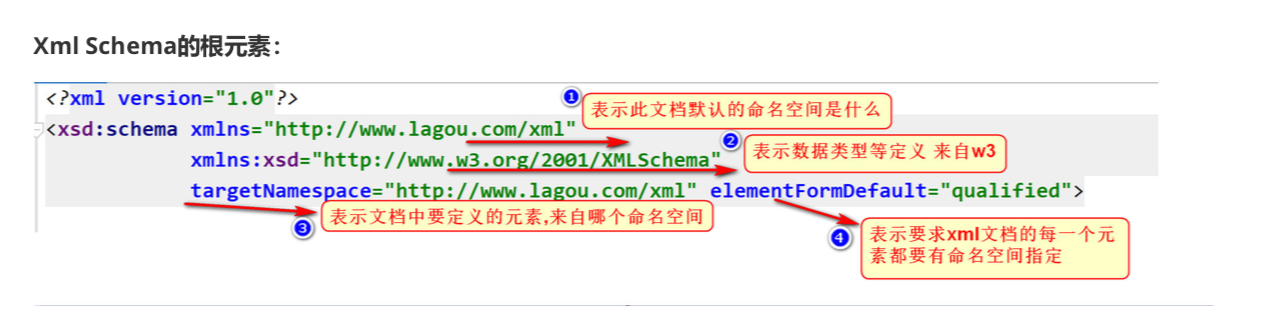 Xml Schema的根元素：
<?xml version="1.0"?>
❶ 表示此文档默认的命名空间是什么
<xsd:schema xmlns="http://www.lagou.com/xml"
❷ 表示数据类型等定义 来自w3
xmlns:xsd="http://www.w3.org/2001/XMLSchema"
targetNamespace="http://www.lagou.com/xml" elementFormDefault="qualified">
❸ 表示文档中要定义的元素,来自哪个命名空间
❹ 表示要求xml文档的每一个元
素都要有命名空间指定